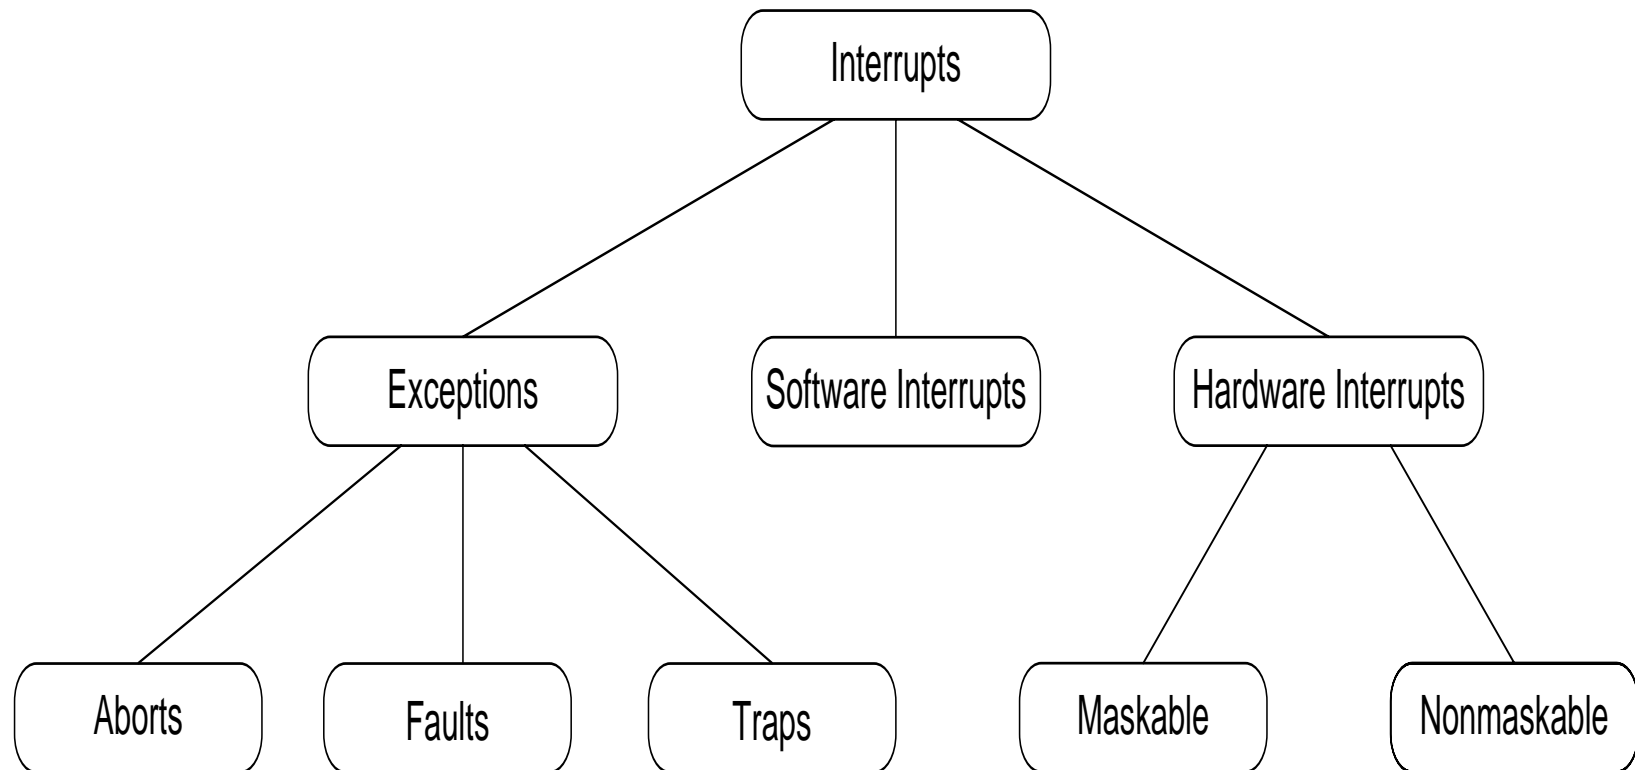 Interrupts
Exceptions
Software Interrupts
Hardware Interrupts
Aborts
Faults
Traps
Maskable
Nonmaskable